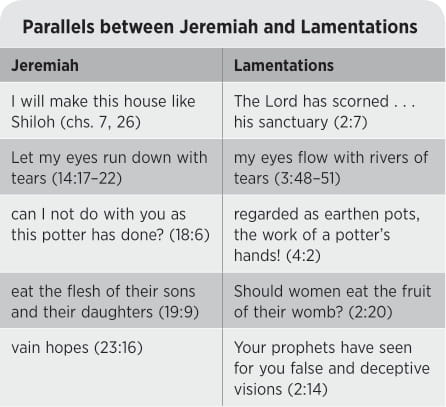 Parallels between Jeremiah and Lamentations
Jeremiah
Lamentations
I will make this house like
Shiloh (chs. 7, 26)
The Lord has scorned . . .
his sanctuary (2:7)
Let my eyes run down with
tears (14:17–22)
my eyes flow with rivers of
tears (3:48–51)
can I not do with you as
this potter has done? (18:6)
regarded as earthen pots,
the work of a potter's
hands! (4:2)
eat the flesh of their sons
and their daughters (19:9)
Should women eat the fruit
of their womb? (2:20)
vain hopes (23:16)
Your prophets have seen
for you false and deceptive
visions (2:14)